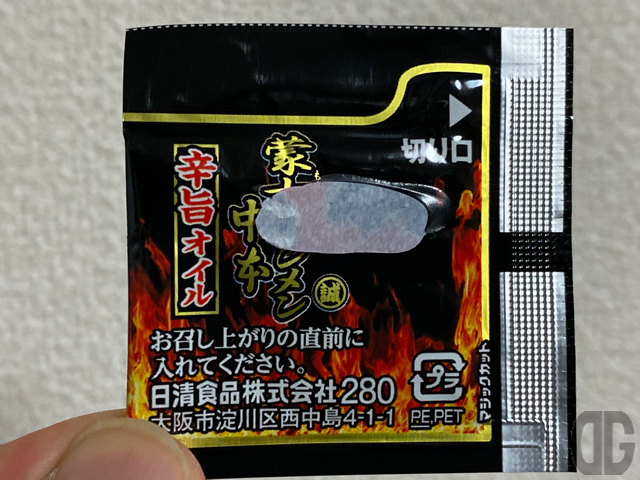 切り口
蒙
メン
中本
誠
辛旨オイル
お召し上がりの直前に
入れてください。
日清食品株式会社280
大阪市淀川区西中島4-1-1
プラ
P.E,PET
マジックカット
DG